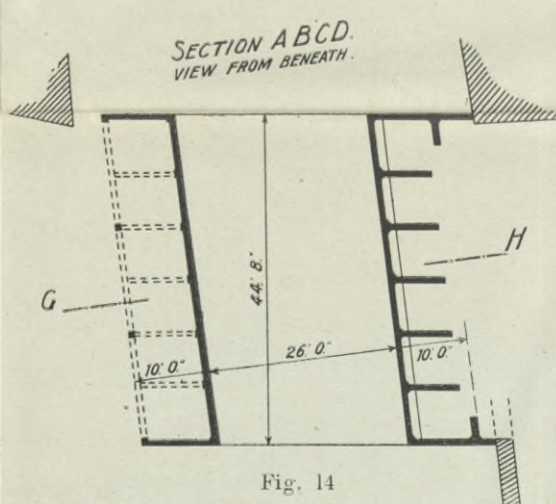 SECTION ABCD.
VIEW FROM BENEATH.
H
G
44'. 8."
10'. 0."
26'. 0."
10'. 0."
Fig. 14